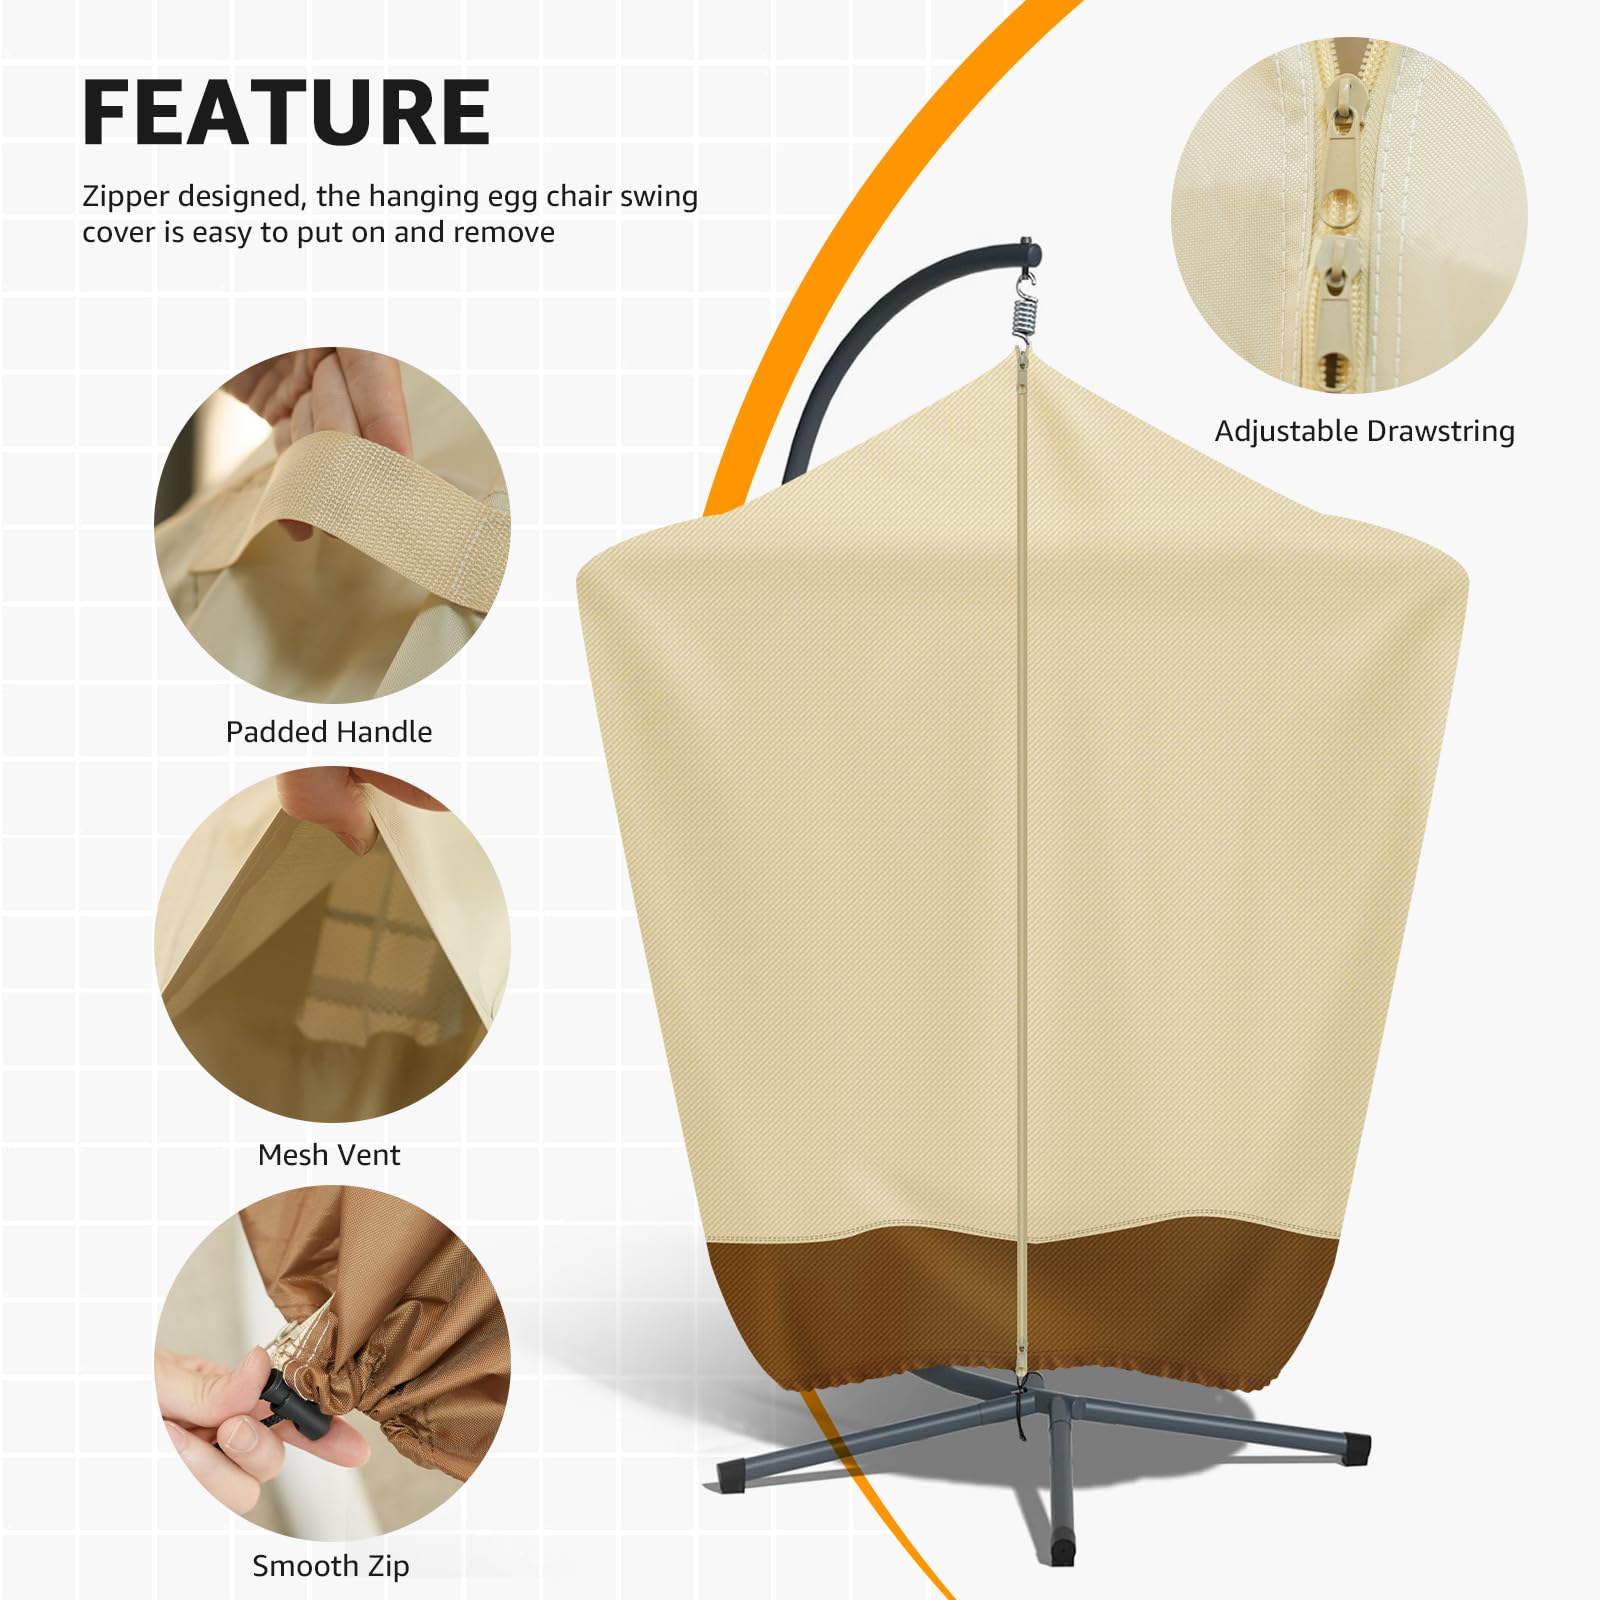 FEATURE
Zipper designed, the hanging egg chair swing
cover is easy to put on and remove
Adjustable Drawstring
Padded Handle
Mesh Vent
Smooth Zip